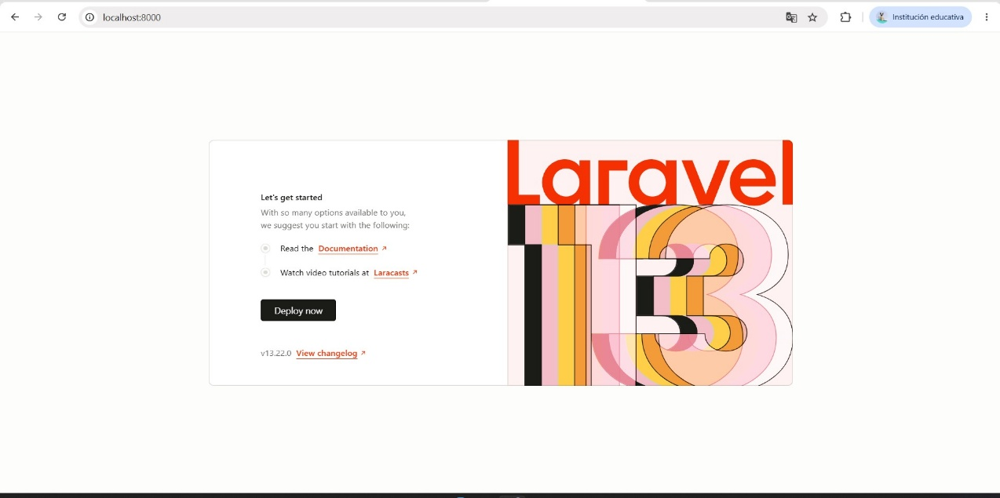 localhost:8000
Institución educativa
Laravel
13
Let's get started
With so many options available to you,
we suggest you start with the following:
Read the Documentation
Watch video tutorials at Laracasts
Deploy now
v13.22.0 View changelog